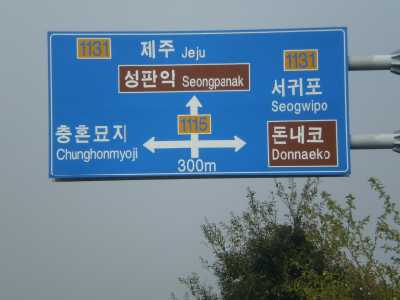 1131
제주 Jeju
성판악 Seongpanak
1131
서귀포
Seogwipo
1115
충혼묘지
Chunghonmyoji
돈내코
Donnaeko
300m